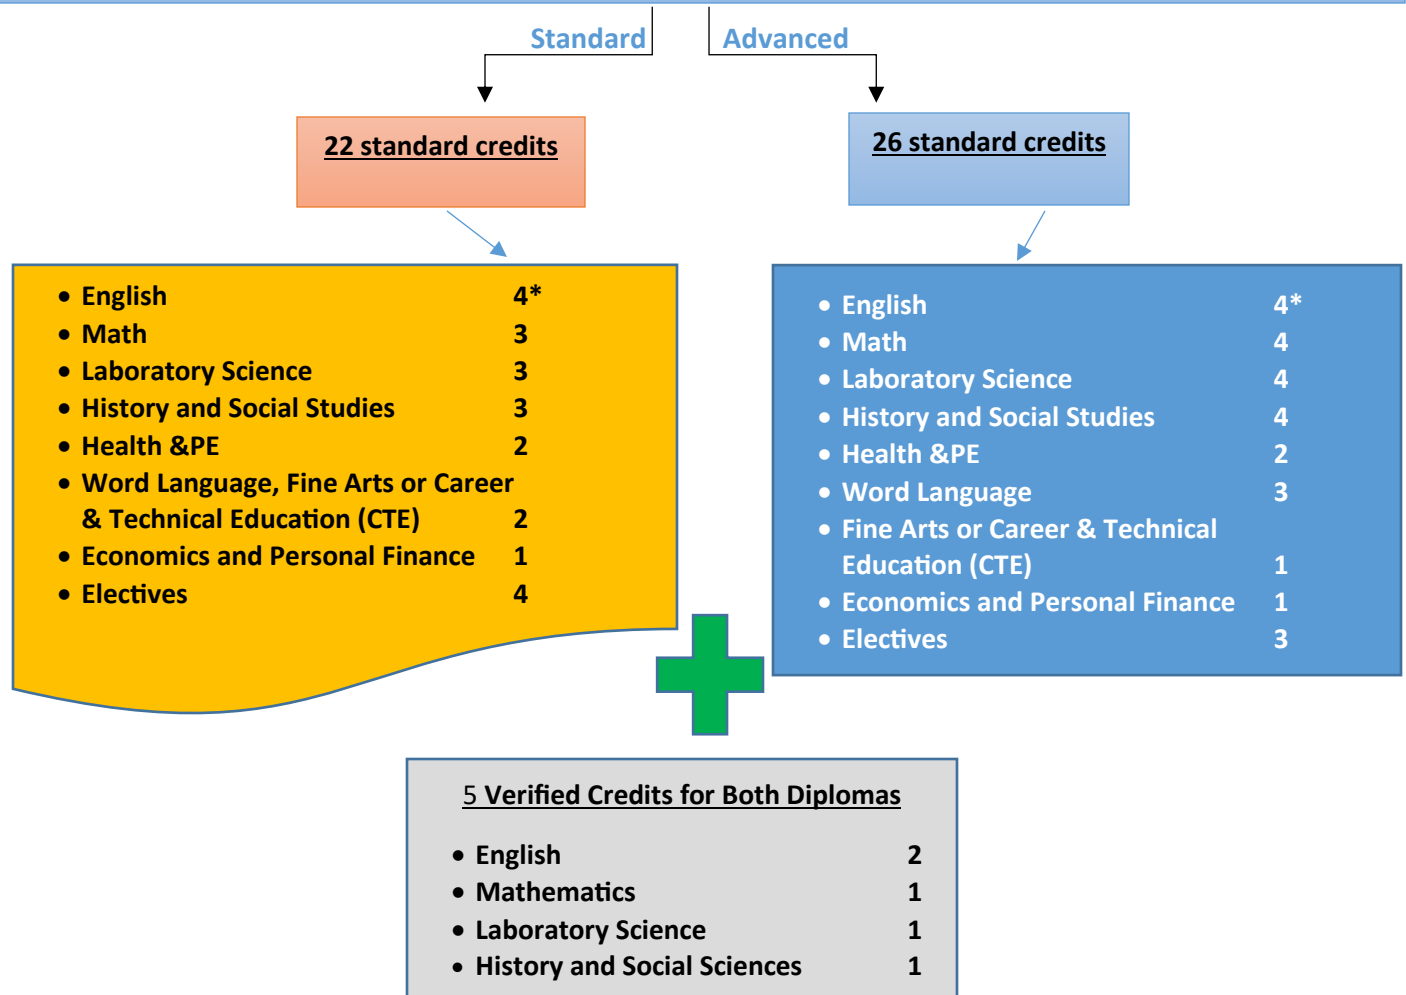 Standard
Advanced
22 standard credits
26 standard credits
• English 4*
• Math 3
• Laboratory Science 3
• History and Social Studies 3
• Health &PE 2
• Word Language, Fine Arts or Career
& Technical Education (CTE) 2
• Economics and Personal Finance 1
• Electives 4
• English 4*
• Math 4
• Laboratory Science 4
• History and Social Studies 4
• Health &PE 2
• Word Language 3
• Fine Arts or Career & Technical
Education (CTE) 1
• Economics and Personal Finance 1
• Electives 3
5 Verified Credits for Both Diplomas
• English 2
• Mathematics 1
• Laboratory Science 1
• History and Social Sciences 1